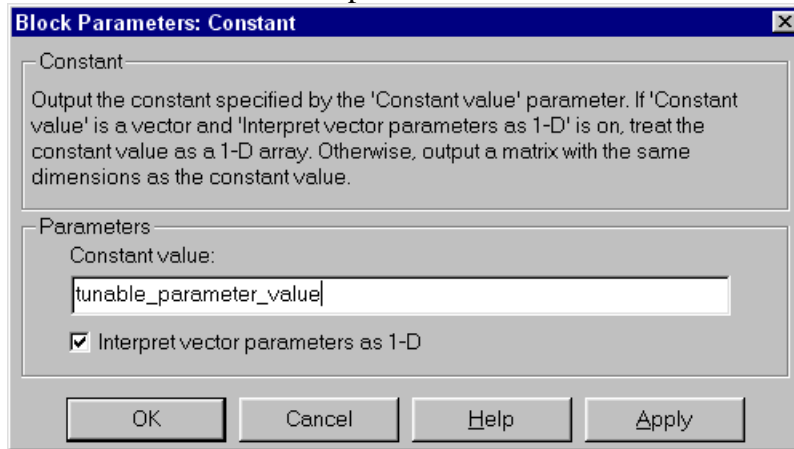 Block Parameters: Constant
Constant
Output the constant specified by the 'Constant value' parameter. If 'Constant
value' is a vector and 'Interpret vector parameters as 1-D' is on, treat the
constant value as a 1-D array. Otherwise, output a matrix with the same
dimensions as the constant value.
Parameters
Constant value:
tunable_parameter_value
Interpret vector parameters as 1-D
OK Cancel Help Apply